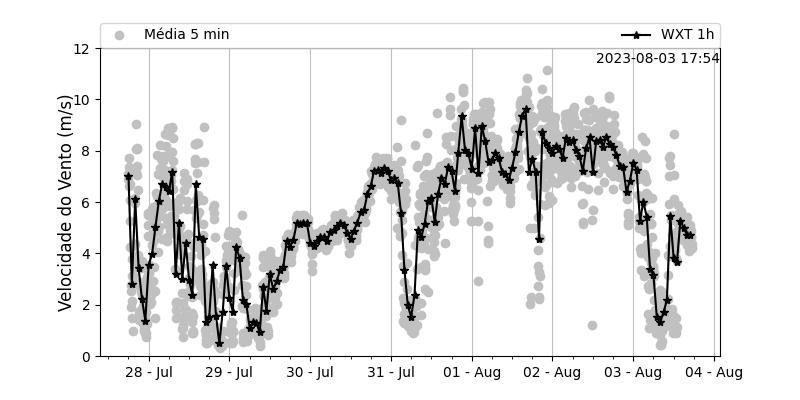 Média 5 min
WXT 1h
2023-08-03 17:54
Velocidade do Vento (m/s)
12
10
8
6
4
2
0
28 - Jul
29 - Jul
30 - Jul
31 - Jul
01 - Aug
02 - Aug
03 - Aug
04 - Aug